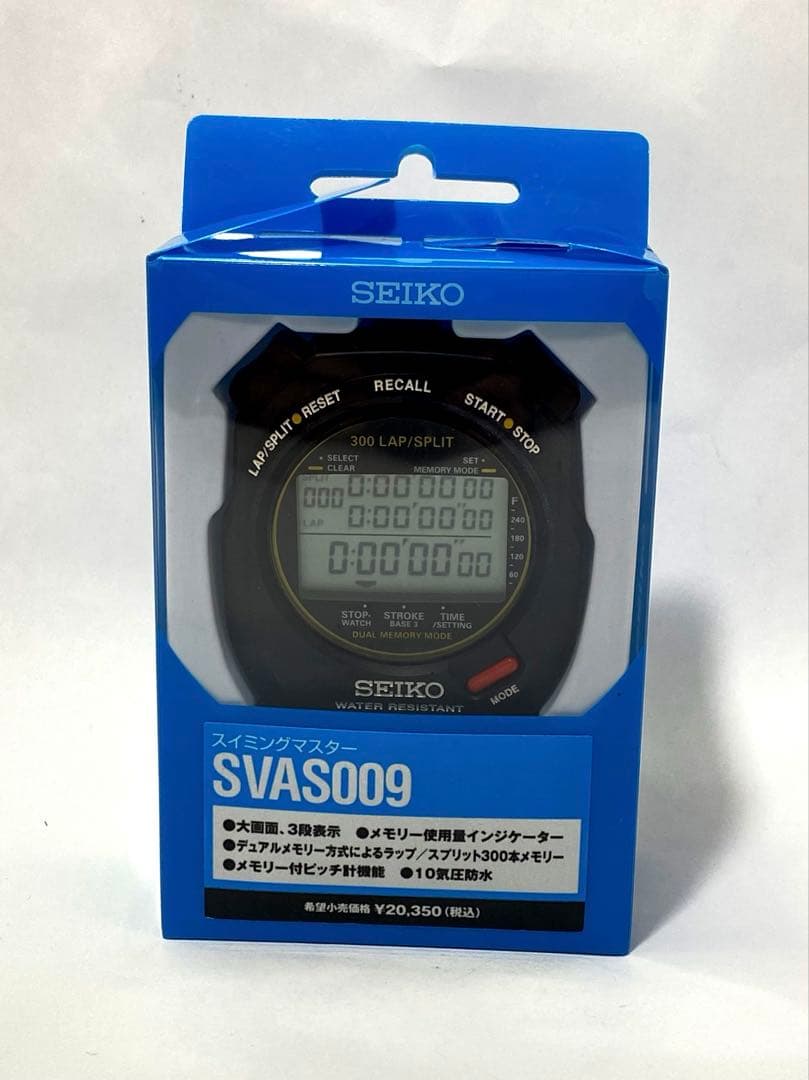 SEIKO
RECALL
LAP/SPLIT●RESET
START●STOP
300 LAP/SPLIT
• SELECT
CLEAR
SET •
MEMORY MODE
SPLIT
000 0:00'00"00
LAP 0:00'00"00
0:00'00"00
F
240
180
120
60
STOP-
WATCH
STROKE
BASE 3
TIME
/SETTING
DUAL MEMORY MODE
SEIKO
WATER RESISTANT
MODE
スイミングマスター
SVAS009
●大画面、3段表示 ●メモリー使用量インジケーター
●デュアルメモリー方式によるラップ/スプリット300本メモリー
●メモリー付ピッチ計機能 ●10気圧防水
希望小売価格 ¥20,350(税込)